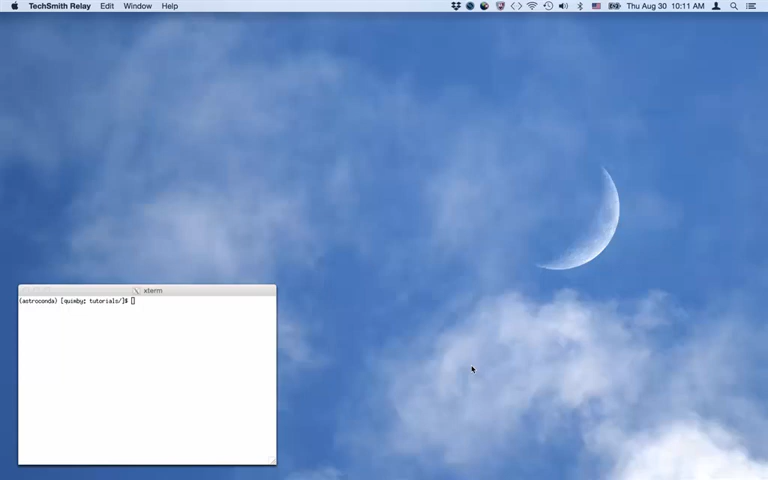 TechSmith Relay Edit Window Help Thu Aug 30 10:11 AM
xterm
(astroconda) [quimby: tutorials/]$